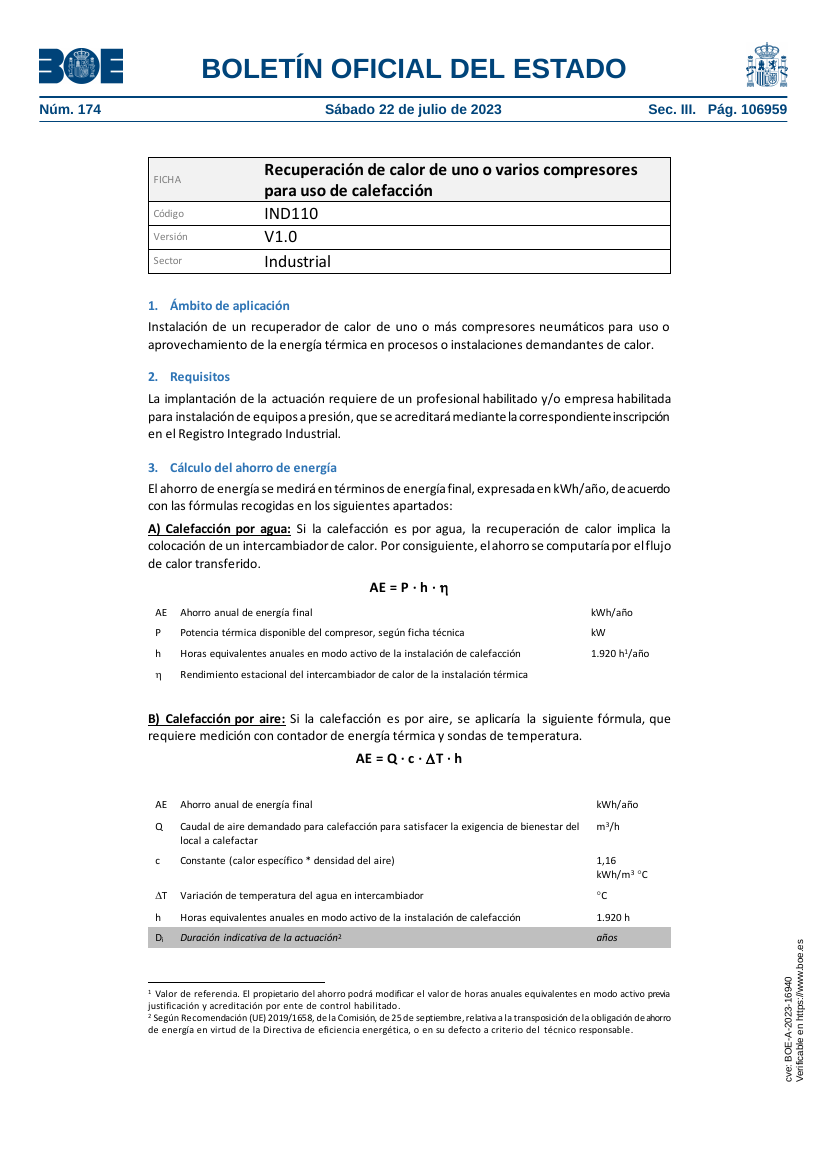 BOE
BOLETÍN OFICIAL DEL ESTADO
Núm. 174 Sábado 22 de julio de 2023 Sec. III. Pág. 106959
FICHA Recuperación de calor de uno o varios compresores
para uso de calefacción
Código IND110
Versión V1.0
Sector Industrial
1. Ámbito de aplicación
Instalación de un recuperador de calor de uno o más compresores neumáticos para uso o
aprovechamiento de la energía térmica en procesos o instalaciones demandantes de calor.
2. Requisitos
La implantación de la actuación requiere de un profesional habilitado y/o empresa habilitada
para instalación de equipos a presión, que se acreditará mediante la correspondiente inscripción
en el Registro Integrado Industrial.
3. Cálculo del ahorro de energía
El ahorro de energía se medirá en términos de energía final, expresada en kWh/año, de acuerdo
con las fórmulas recogidas en los siguientes apartados:
A) Calefacción por agua: Si la calefacción es por agua, la recuperación de calor implica la
colocación de un intercambiador de calor. Por consiguiente, el ahorro se computaría por el flujo
de calor transferido.
AE = P · h · η
AE Ahorro anual de energía final kWh/año
P Potencia térmica disponible del compresor, según ficha técnica kW
h Horas equivalentes anuales en modo activo de la instalación de calefacción 1.920 h¹/año
η Rendimiento estacional del intercambiador de calor de la instalación térmica
B) Calefacción por aire: Si la calefacción es por aire, se aplicaría la siguiente fórmula, que
requiere medición con contador de energía térmica y sondas de temperatura.
AE = Q · c · ΔT · h
AE Ahorro anual de energía final kWh/año
Q Caudal de aire demandado para calefacción para satisfacer la exigencia de bienestar del m³/h
local a calefactar
c Constante (calor específico * densidad del aire) 1,16
kWh/m³ °C
ΔT Variación de temperatura del agua en intercambiador °C
h Horas equivalentes anuales en modo activo de la instalación de calefacción 1.920 h
Di Duración indicativa de la actuación² años
¹ Valor de referencia. El propietario del ahorro podrá modificar el valor de horas anuales equivalentes en modo activo previa
justificación y acreditación por ente de control habilitado.
² Según Recomendación (UE) 2019/1658, de la Comisión, de 25 de septiembre, relativa a la transposición de la obligación de ahorro
de energía en virtud de la Directiva de eficiencia energética, o en su defecto a criterio del técnico responsable.
cve: BOE-A-2023-16940
Verificable en https://www.boe.es